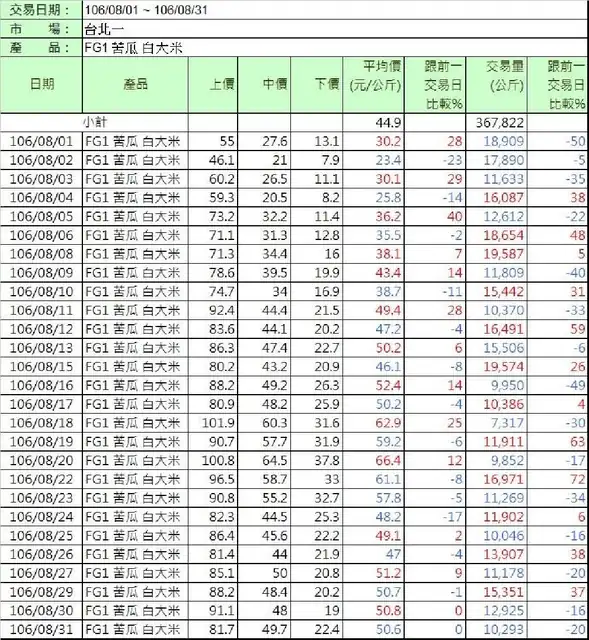 交易日期： 106/08/01 ~ 106/08/31
市　場： 台北一
產　品： FG1 苦瓜 白大米
日期 產品 上價 中價 下價 平均價(元/公斤) 跟前一交易日比較% 交易量(公斤) 跟前一交易日比較%
小計 44.9 367,822
106/08/01 FG1 苦瓜 白大米 55 27.6 13.1 30.2 28 18,909 -50
106/08/02 FG1 苦瓜 白大米 46.1 21 7.9 23.4 -23 17,890 -5
106/08/03 FG1 苦瓜 白大米 60.2 26.5 11.1 30.1 29 11,633 -35
106/08/04 FG1 苦瓜 白大米 59.3 20.5 8.2 25.8 -14 16,087 38
106/08/05 FG1 苦瓜 白大米 73.2 32.2 11.4 36.2 40 12,612 -22
106/08/06 FG1 苦瓜 白大米 71.1 31.3 12.8 35.5 -2 18,654 48
106/08/08 FG1 苦瓜 白大米 71.3 34.4 16 38.1 7 19,587 5
106/08/09 FG1 苦瓜 白大米 78.6 39.5 19.9 43.4 14 11,809 -40
106/08/10 FG1 苦瓜 白大米 74.7 34 16.9 38.7 -11 15,442 31
106/08/11 FG1 苦瓜 白大米 92.4 44.4 21.5 49.4 28 10,370 -33
106/08/12 FG1 苦瓜 白大米 83.6 44.1 20.2 47.2 -4 16,491 59
106/08/13 FG1 苦瓜 白大米 86.3 47.4 22.7 50.2 6 15,506 -6
106/08/15 FG1 苦瓜 白大米 80.2 43.2 20.9 46.1 -8 19,574 26
106/08/16 FG1 苦瓜 白大米 88.2 49.2 26.3 52.4 14 9,950 -49
106/08/17 FG1 苦瓜 白大米 80.9 48.2 25.9 50.2 -4 10,386 4
106/08/18 FG1 苦瓜 白大米 101.9 60.3 31.6 62.9 25 7,317 -30
106/08/19 FG1 苦瓜 白大米 90.7 57.7 31.9 59.2 -6 11,911 63
106/08/20 FG1 苦瓜 白大米 100.8 64.5 37.8 66.4 12 9,852 -17
106/08/22 FG1 苦瓜 白大米 96.5 58.7 33 61.1 -8 16,971 72
106/08/23 FG1 苦瓜 白大米 90.8 55.2 32.7 57.8 -5 11,269 -34
106/08/24 FG1 苦瓜 白大米 82.3 44.5 25.3 48.2 -17 11,902 6
106/08/25 FG1 苦瓜 白大米 86.4 45.6 22.2 49.1 2 10,046 -16
106/08/26 FG1 苦瓜 白大米 81.4 44 21.9 47 -4 13,907 38
106/08/27 FG1 苦瓜 白大米 85.1 50 20.8 51.2 9 11,178 -20
106/08/29 FG1 苦瓜 白大米 88.2 48.4 20.2 50.7 -1 15,351 37
106/08/30 FG1 苦瓜 白大米 91.1 48 19 50.8 0 12,925 -16
106/08/31 FG1 苦瓜 白大米 81.7 49.7 22.4 50.6 0 10,293 -20